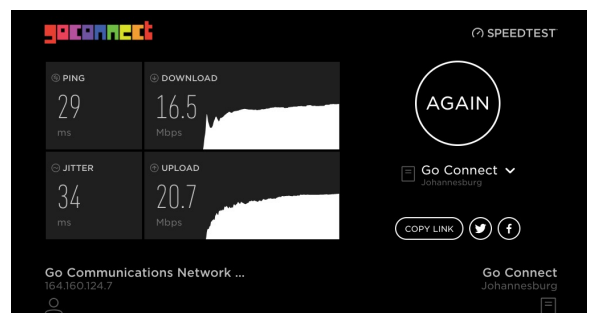 goconnect
SPEEDTEST
PING
29
ms
DOWNLOAD
16.5
Mbps
AGAIN
JITTER
34
ms
UPLOAD
20.7
Mbps
Go Connect
Johannesburg
COPY LINK
Go Communications Network ...
164.160.124.7
Go Connect
Johannesburg